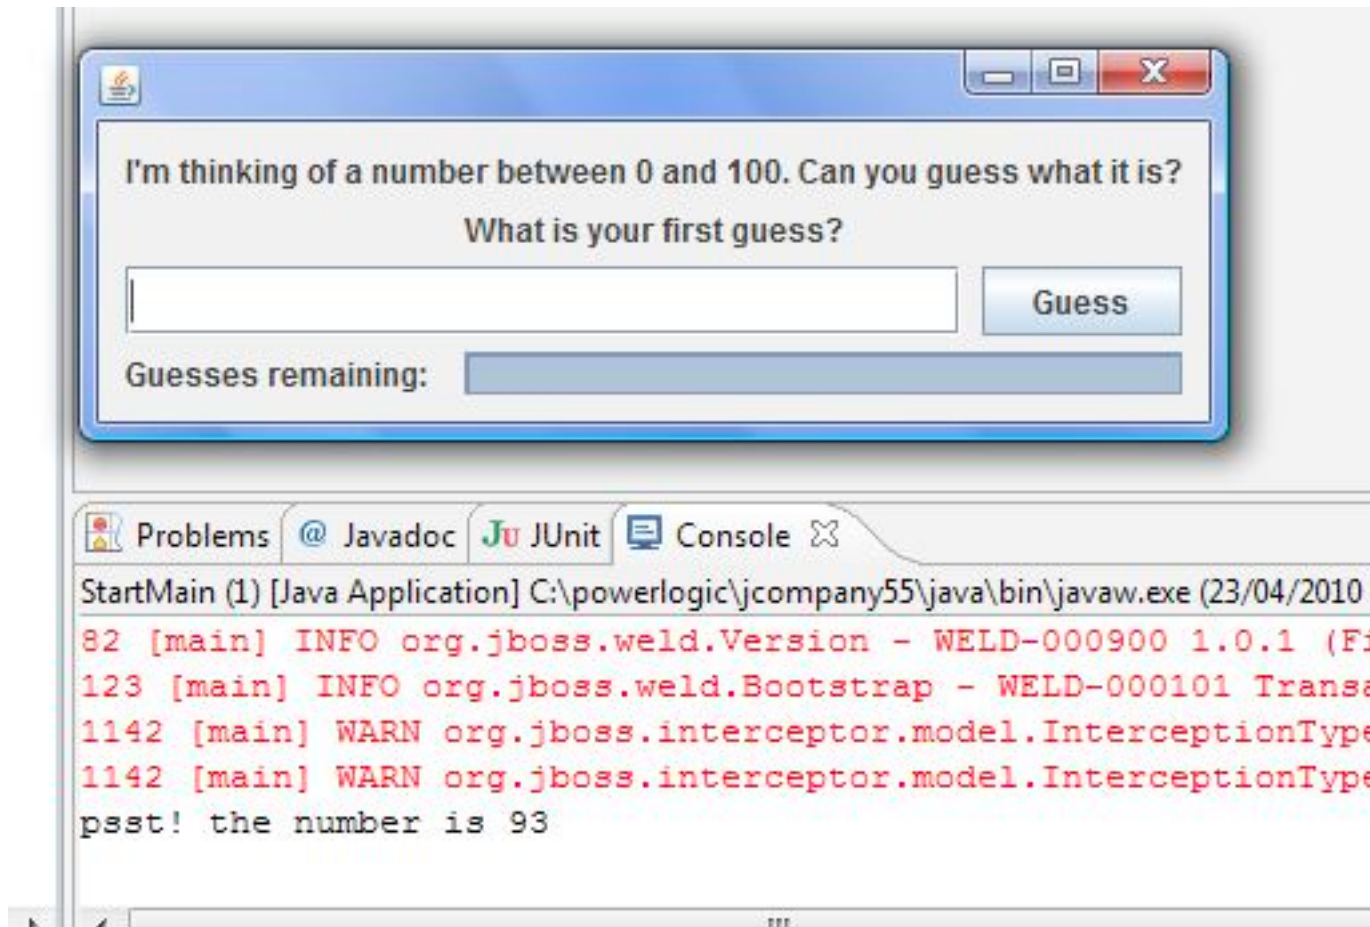 I'm thinking of a number between 0 and 100. Can you guess what it is?
What is your first guess?
Guess
Guesses remaining:
Problems @ Javadoc Ju JUnit Console
StartMain (1) [Java Application] C:\powerlogic\jcompany55\java\bin\javaw.exe (23/04/2010
82 [main] INFO org.jboss.weld.Version - WELD-000900 1.0.1 (
123 [main] INFO org.jboss.weld.Bootstrap - WELD-000101 Transa
1142 [main] WARN org.jboss.interceptor.model.InterceptionType
1142 [main] WARN org.jboss.interceptor.model.InterceptionType
psst! the number is 93